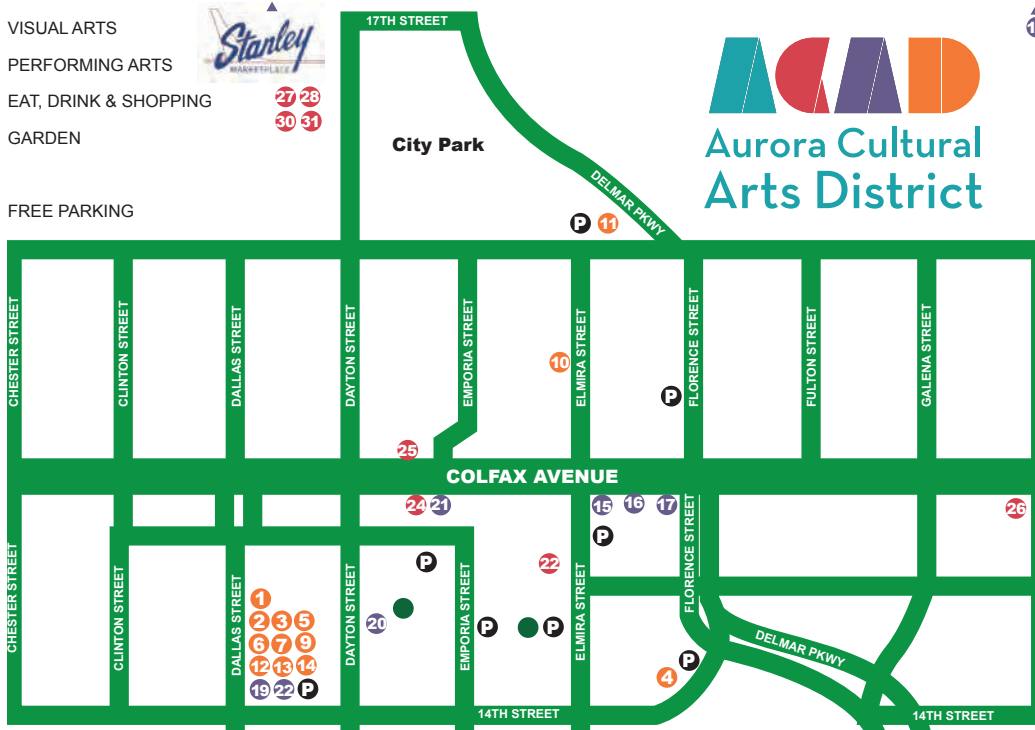 VISUAL ARTS
PERFORMING ARTS
EAT, DRINK & SHOPPING
GARDEN
FREE PARKING
Stanley
MARKETPLACE
27 28
30 31
17TH STREET
City Park
DELMAR PKWY
P 11
ACAD
Aurora Cultural
Arts District
CHESTER STREET
CLINTON STREET
DALLAS STREET
DAYTON STREET
EMPORIA STREET
ELMIRA STREET
FLORENCE STREET
FULTON STREET
GALENA STREET
10
P
25
COLFAX AVENUE
24 21
15 16 17
26
P
P
22
CHESTER STREET
CLINTON STREET
DALLAS STREET
DAYTON STREET
EMPORIA STREET
ELMIRA STREET
FLORENCE STREET
1
2 3 5
6 7 9
12 13 14
19 22 P
20
P
P
4
P
DELMAR PKWY
14TH STREET
14TH STREET